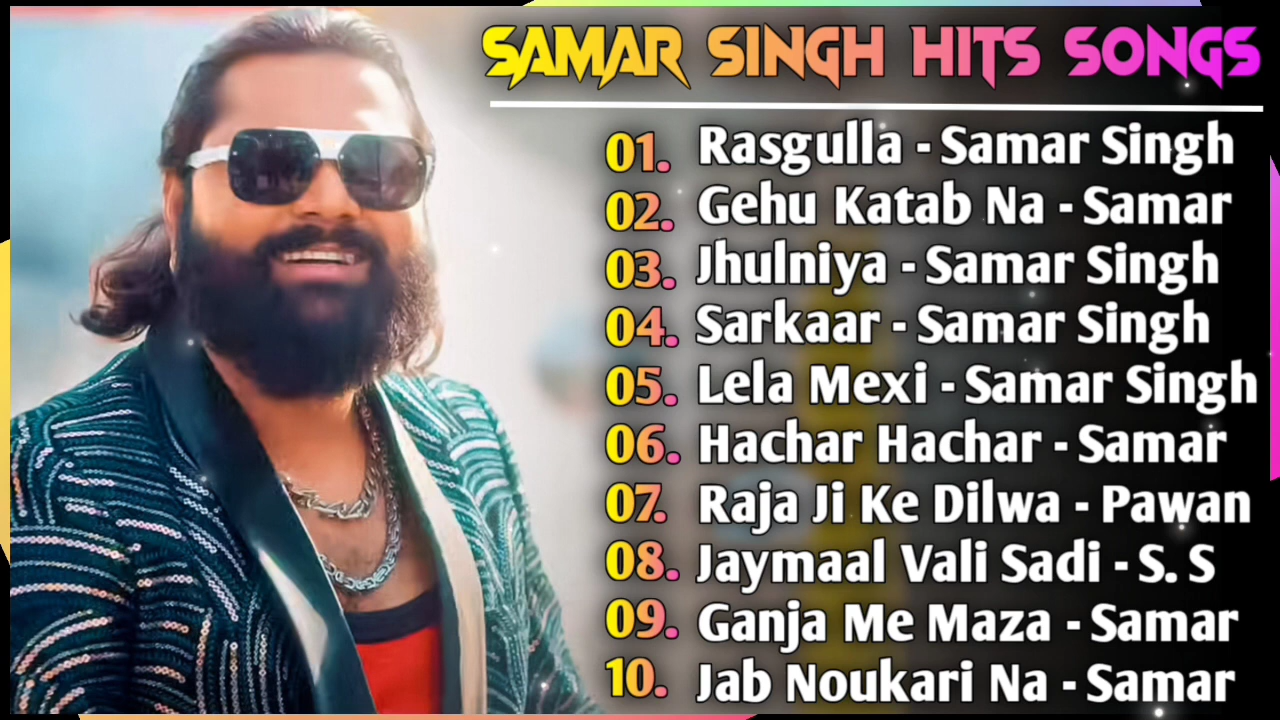 SAMAR SINGH HITS SONGS
01. Rasgulla - Samar Singh
02. Gehu Katab Na - Samar
03. Jhulniya - Samar Singh
04. Sarkaar - Samar Singh
05. Lela Mexi - Samar Singh
06. Hachar Hachar - Samar
07. Raja Ji Ke Dilwa - Pawan
08. Jaymaal Vali Sadi - S. S
09. Ganja Me Maza - Samar
10. Jab Noukari Na - Samar